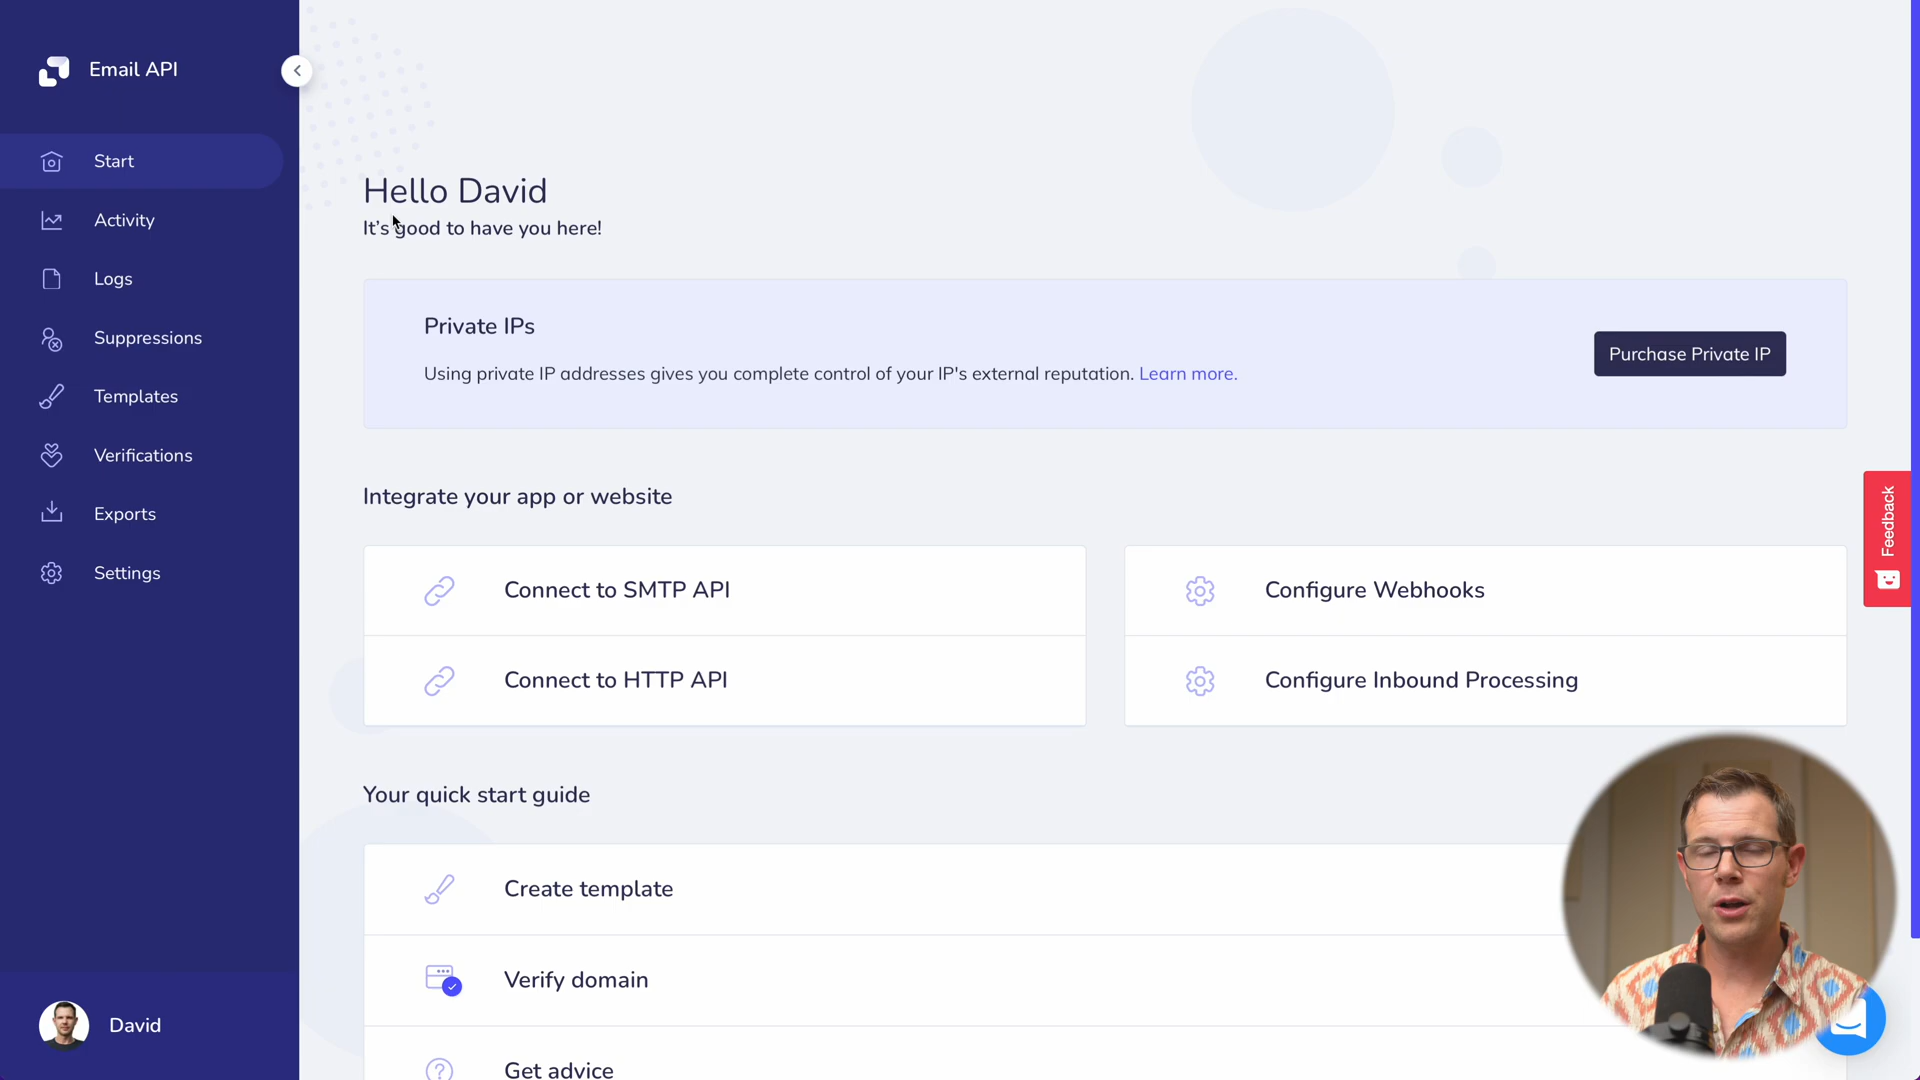 Email API
Start
Activity
Logs
Suppressions
Templates
Verifications
Exports
Settings
David
Hello David
It's good to have you here!
Private IPs
Using private IP addresses gives you complete control of your IP's external reputation. Learn more.
Purchase Private IP
Integrate your app or website
Connect to SMTP API
Connect to HTTP API
Configure Webhooks
Configure Inbound Processing
Your quick start guide
Create template
Verify domain
Get advice
Feedback